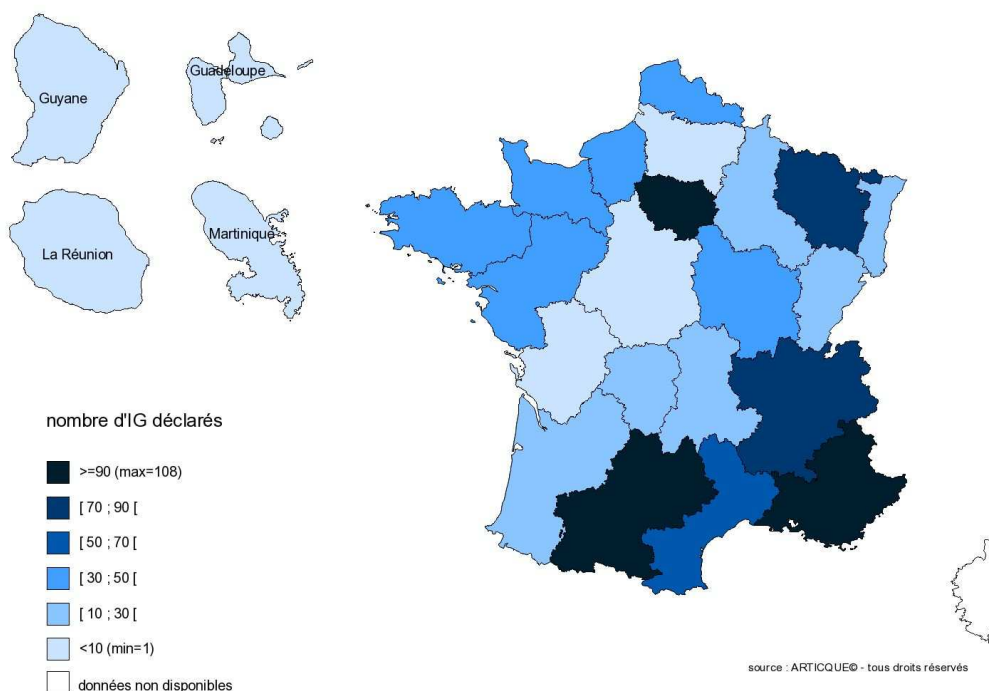 Guyane
Guadeloupe
La Réunion
Martinique
nombre d'IG déclarés
>=90 (max=108)
[ 70 ; 90 [
[ 50 ; 70 [
[ 30 ; 50 [
[ 10 ; 30 [
<10 (min=1)
données non disponibles
source : ARTICQUE© - tous droits réservés